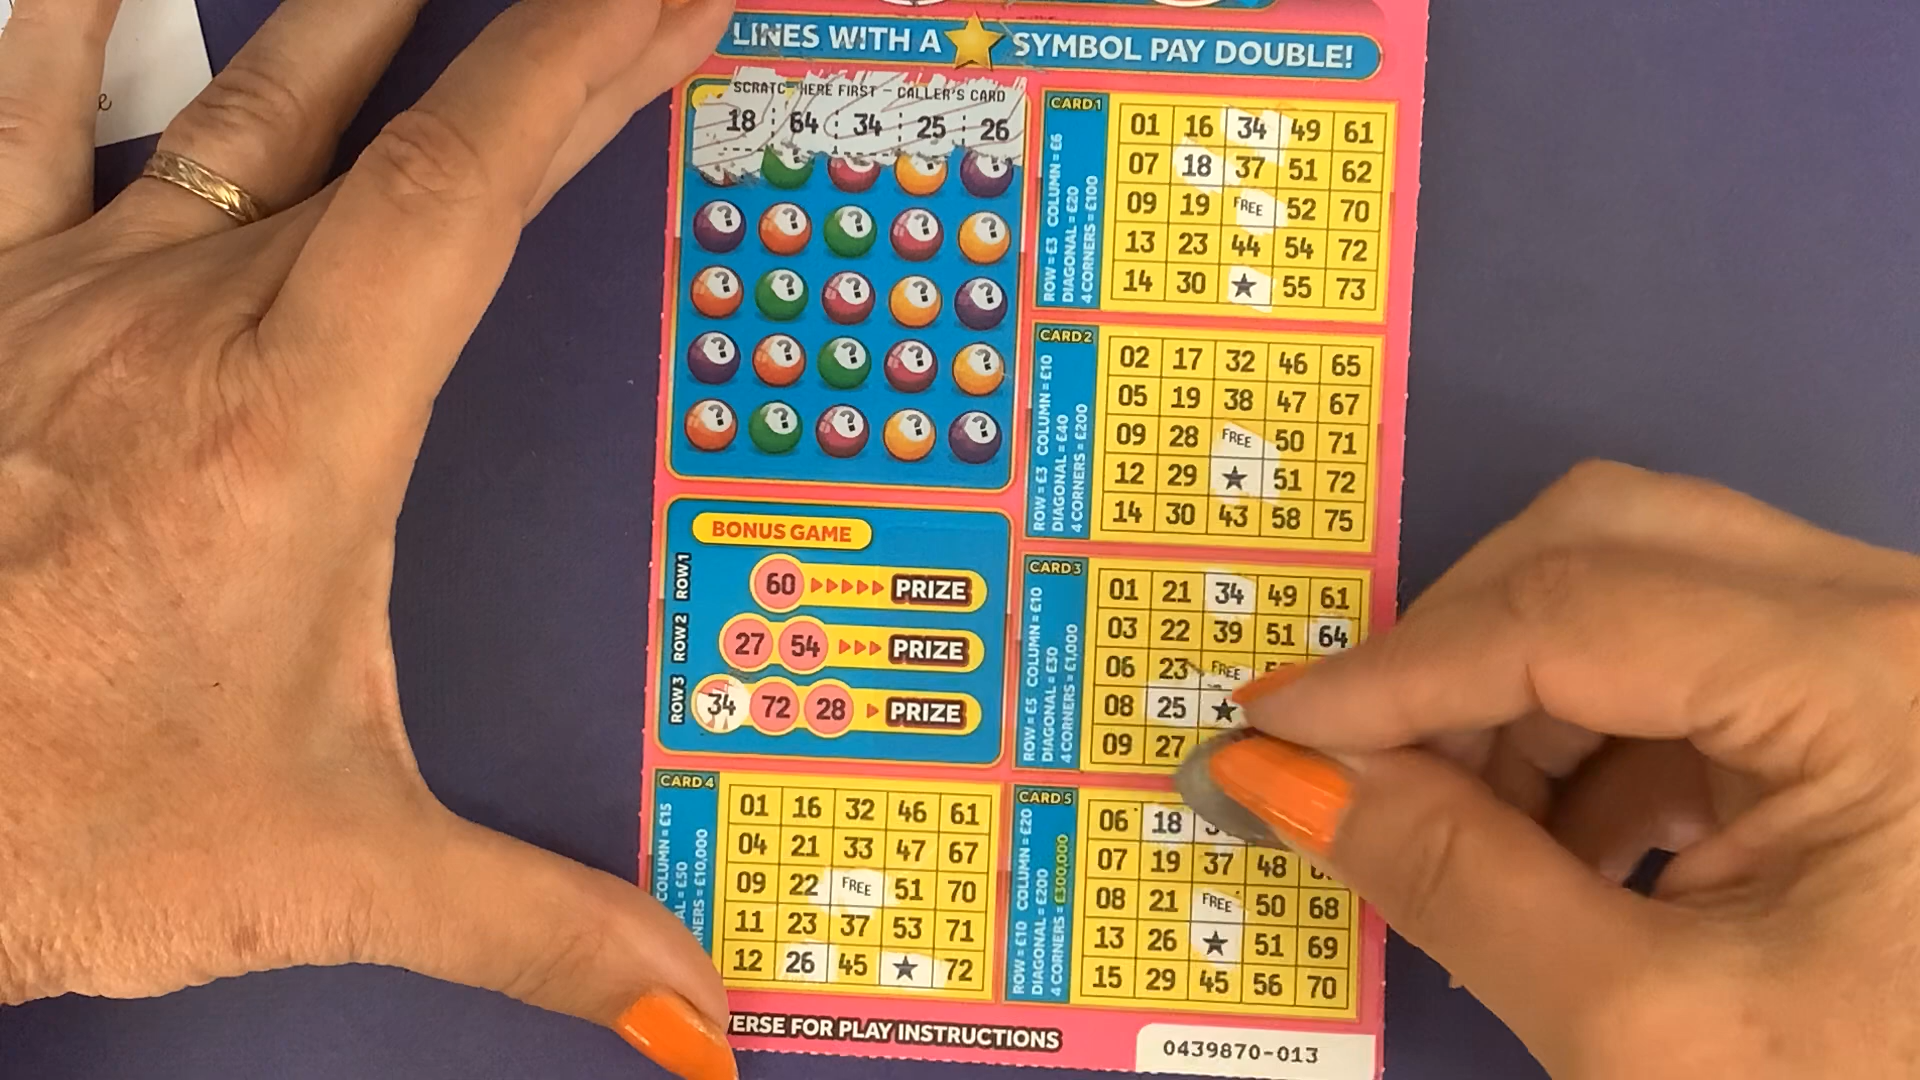 LINES WITH A SYMBOL PAY DOUBLE!
SCRATC HERE FIRST - CALLER'S CARD
18 64 34 25 26
? ? ? ? ?
? ? ? ? ?
? ? ? ? ?
? ? ? ? ?
BONUS GAME
ROW 1
60 PRIZE
ROW 2
27 54 PRIZE
ROW 3
34 72 28 PRIZE
CARD 1
ROW = £3 COLUMN = £6
DIAGONAL = £20
4 CORNERS = £100
01 16 34 49 61
07 18 37 51 62
09 19 FREE 52 70
13 23 44 54 72
14 30 ★ 55 73
CARD 2
ROW = £3 COLUMN = £10
DIAGONAL = £40
4 CORNERS = £200
02 17 32 46 65
05 19 38 47 67
09 28 FREE 50 71
12 29 ★ 51 72
14 30 43 58 75
CARD 3
ROW = £5 COLUMN = £10
DIAGONAL = £30
4 CORNERS = £1,000
01 21 34 49 61
03 22 39 51 64
06 23 FREE
08 25 ★
09 27
CARD 4
COLUMN = £15
AL = £50
NERS = £10,000
01 16 32 46 61
04 21 33 47 67
09 22 FREE 51 70
11 23 37 53 71
12 26 45 ★ 72
CARD 5
ROW = £10 COLUMN = £20
DIAGONAL = £200
4 CORNERS = £300,000
06 18
07 19 37 48
08 21 FREE 50 68
13 26 ★ 51 69
15 29 45 56 70
VERSE FOR PLAY INSTRUCTIONS
0439870-013